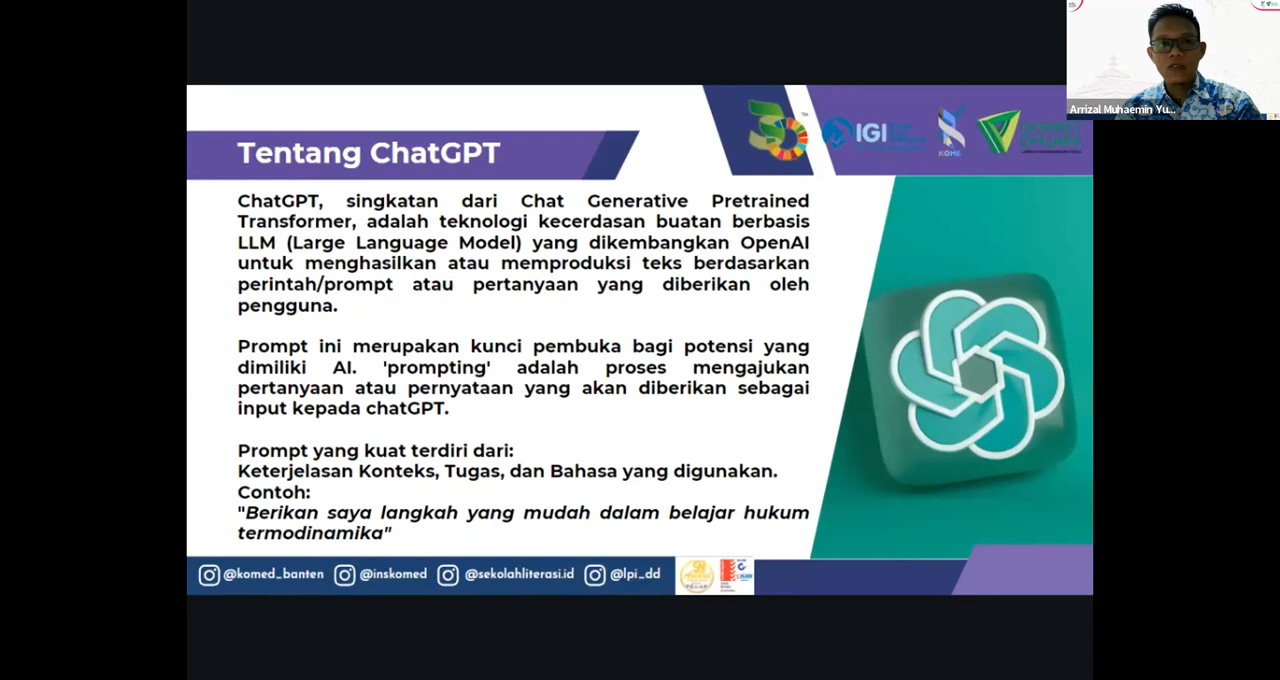 Arrizal Muhaemin Yu...
IGI
KOMED
Tentang ChatGPT
ChatGPT, singkatan dari Chat Generative Pretrained
Transformer, adalah teknologi kecerdasan buatan berbasis
LLM (Large Language Model) yang dikembangkan OpenAI
untuk menghasilkan atau memproduksi teks berdasarkan
perintah/prompt atau pertanyaan yang diberikan oleh
pengguna.
Prompt ini merupakan kunci pembuka bagi potensi yang
dimiliki AI. 'prompting' adalah proses mengajukan
pertanyaan atau pernyataan yang akan diberikan sebagai
input kepada chatGPT.
Prompt yang kuat terdiri dari:
Keterjelasan Konteks, Tugas, dan Bahasa yang digunakan.
Contoh:
"Berikan saya langkah yang mudah dalam belajar hukum
termodinamika"
@komed_banten @inskomed @sekolahliterasi.id @lpi_dd